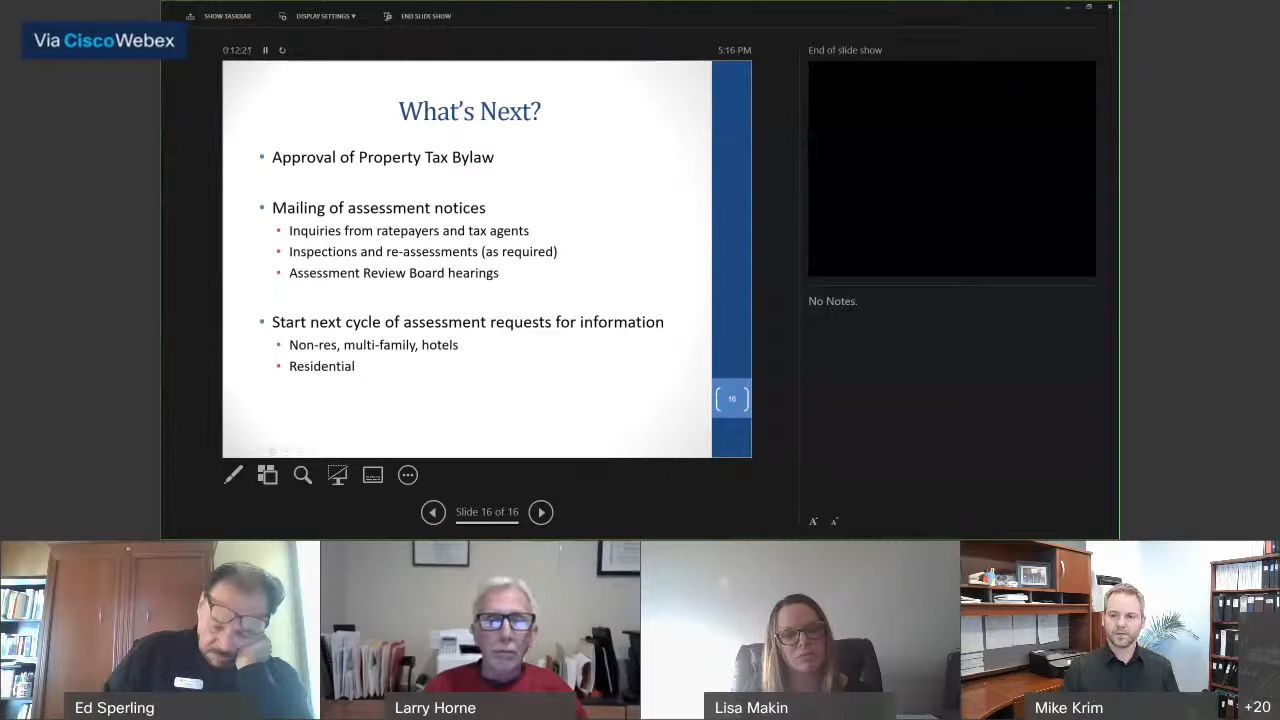 Via Cisco Webex
SHOW TASKBAR
DISPLAY SETTINGS ▾
END SLIDE SHOW
0:12:21
5:16 PM
End of slide show
What's Next?
• Approval of Property Tax Bylaw
• Mailing of assessment notices
• Inquiries from ratepayers and tax agents
• Inspections and re-assessments (as required)
• Assessment Review Board hearings
• Start next cycle of assessment requests for information
• Non-res, multi-family, hotels
• Residential
16
No Notes.
Slide 16 of 16
A A
Ed Sperling
Larry Horne
Lisa Makin
Mike Krim
+20